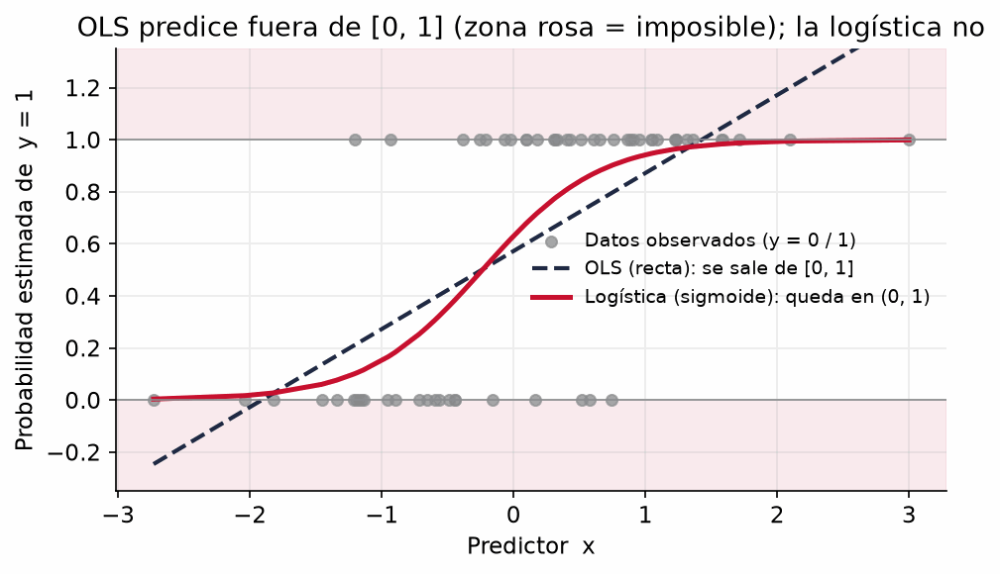 OLS predice fuera de [0, 1] (zona rosa = imposible); la logística no
Probabilidad estimada de  y = 1
1.2
1.0
0.8
0.6
0.4
0.2
0.0
−0.2
Datos observados (y = 0 / 1)
OLS (recta): se sale de [0, 1]
Logística (sigmoide): queda en (0, 1)
−3
−2
−1
0
1
2
3
Predictor  x